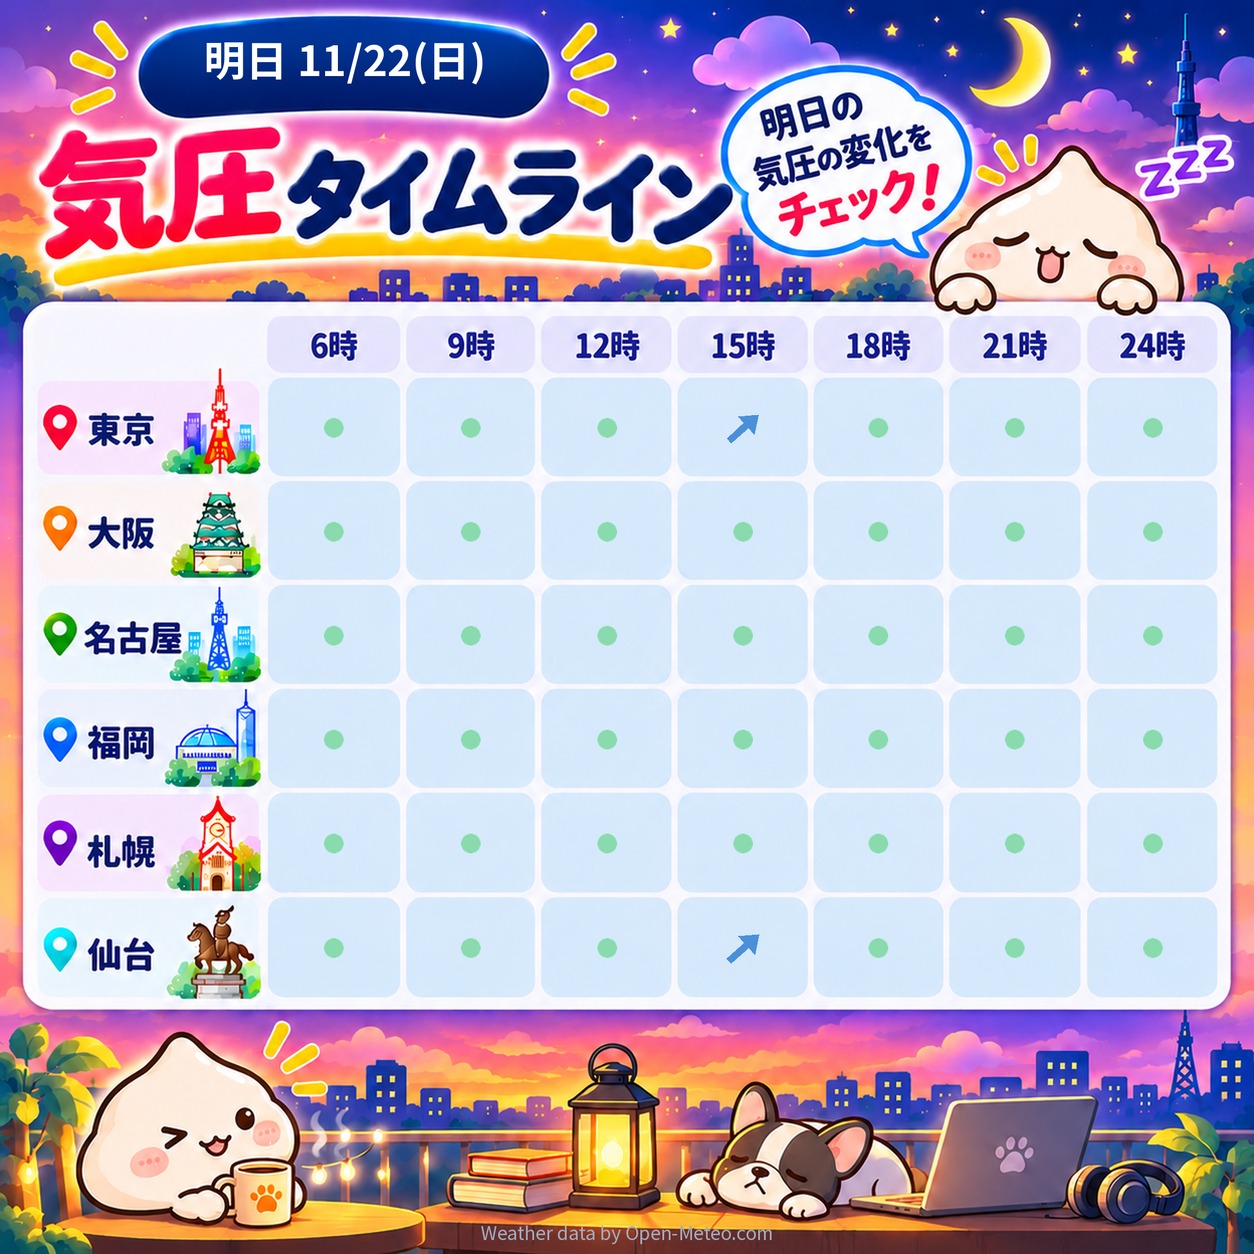 明日 11/22(日)
気圧タイムライン
明日の
気圧の変化を
チェック!
zzz
6時 9時 12時 15時 18時 21時 24時
東京
大阪
名古屋
福岡
札幌
仙台
Weather data by Open-Meteo.com